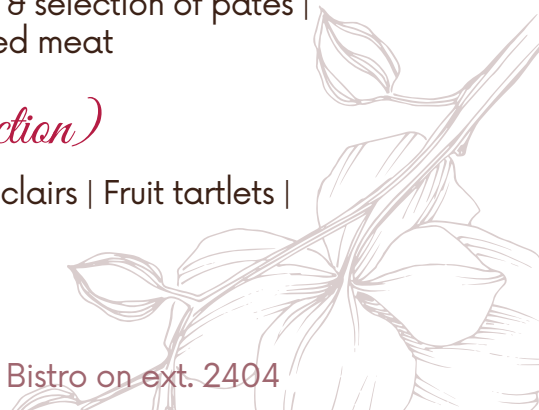 & selection of pates |
ed meat
ction)
clairs | Fruit tartlets |
Bistro on ext. 2404